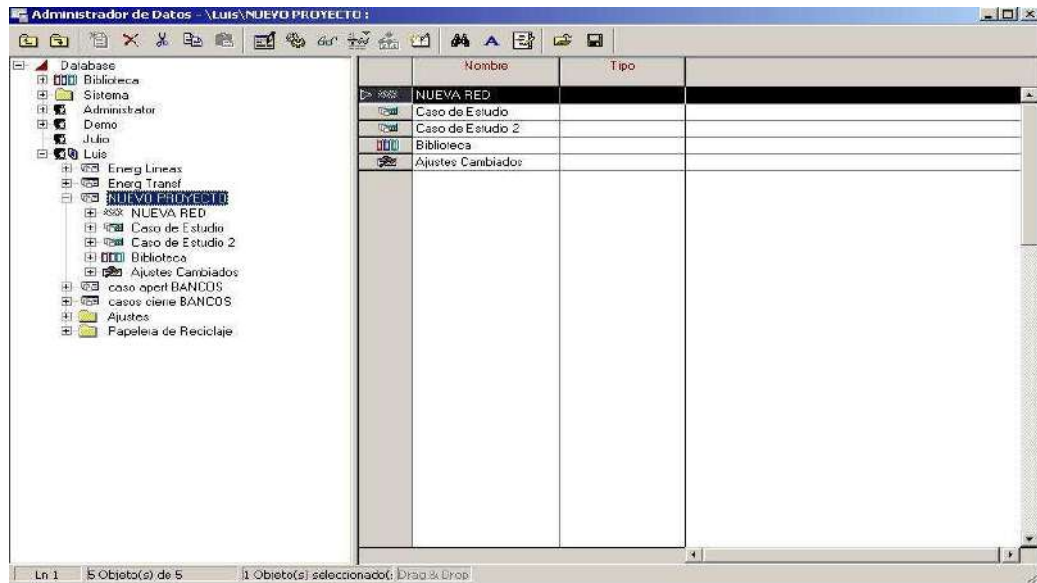 Administrador de Datos - \Luis\NUEVO PROYECTO :
Database
Biblioteca
Sistema
Administrator
Demo
Julio
Luis
Energ Lineas
Energ Transf
NUEVO PROYECTO
NUEVA RED
Caso de Estudio
Caso de Estudio 2
Biblioteca
Ajustes Cambiados
caso apert BANCOS
casos cierre BANCOS
Ajustes
Papelera de Reciclaje
Nombre Tipo
NUEVA RED
Caso de Estudio
Caso de Estudio 2
Biblioteca
Ajustes Cambiados
Ln 1 5 Objeto(s) de 5 1 Objeto(s) seleccionado(: Drag & Drop